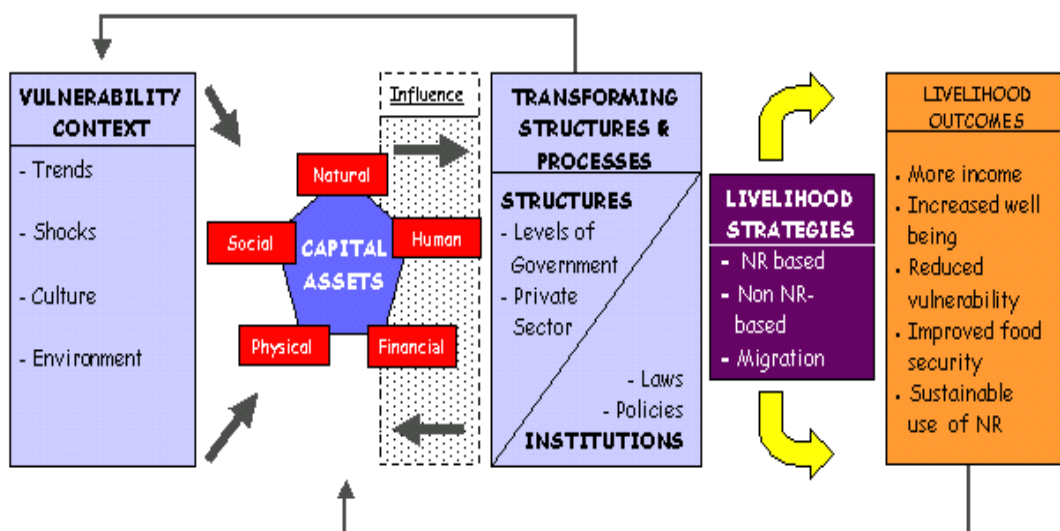 VULNERABILITY
CONTEXT
- Trends
- Shocks
- Culture
- Environment
Natural
Social
Human
CAPITAL
ASSETS
Physical
Financial
Influence
TRANSFORMING
STRUCTURES &
PROCESSES
STRUCTURES
- Levels of
Government
- Private
Sector
- Laws
- Policies
INSTITUTIONS
LIVELIHOOD
STRATEGIES
- NR based
- Non NR-
based
- Migration
LIVELIHOOD
OUTCOMES
• More income
• Increased well
being
• Reduced
vulnerability
• Improved food
security
• Sustainable
use of NR